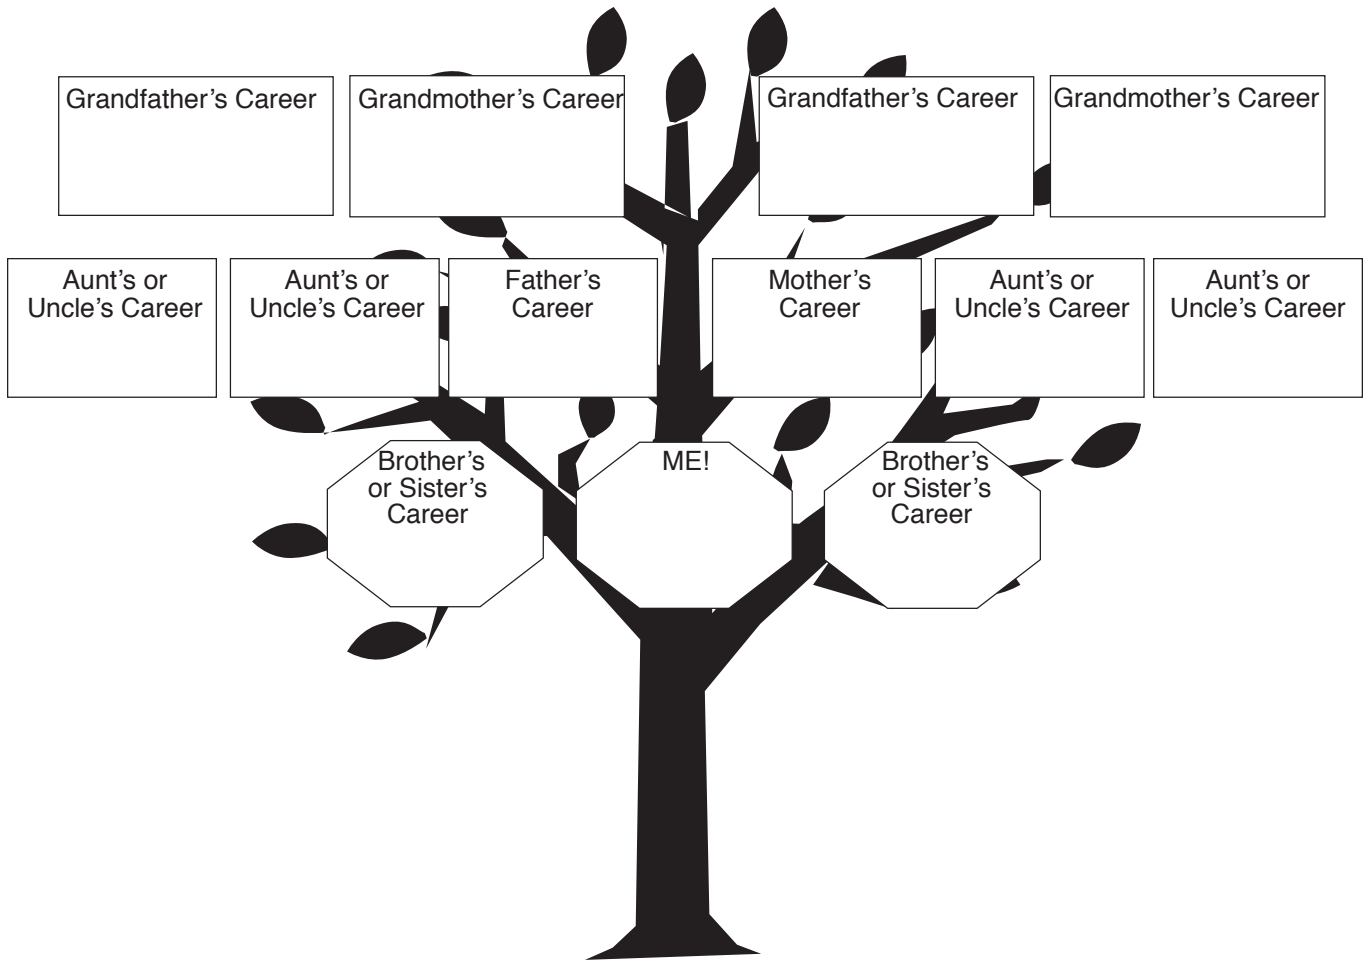 Grandfather’s Career
Grandmother’s Career
Grandfather’s Career
Grandmother’s Career
Aunt’s or
Uncle’s Career
Aunt’s or
Uncle’s Career
Father’s
Career
Mother’s
Career
Aunt’s or
Uncle’s Career
Aunt’s or
Uncle’s Career
Brother’s
or Sister’s
Career
ME!
Brother’s
or Sister’s
Career